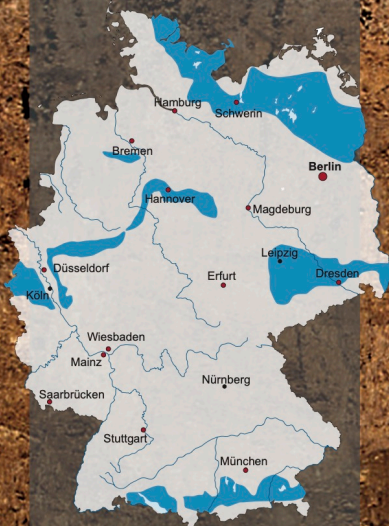 Hamburg
Schwerin
Bremen
Berlin
Hannover
Magdeburg
Leipzig
Düsseldorf
Erfurt
Dresden
Köln
Wiesbaden
Mainz
Nürnberg
Saarbrücken
Stuttgart
München